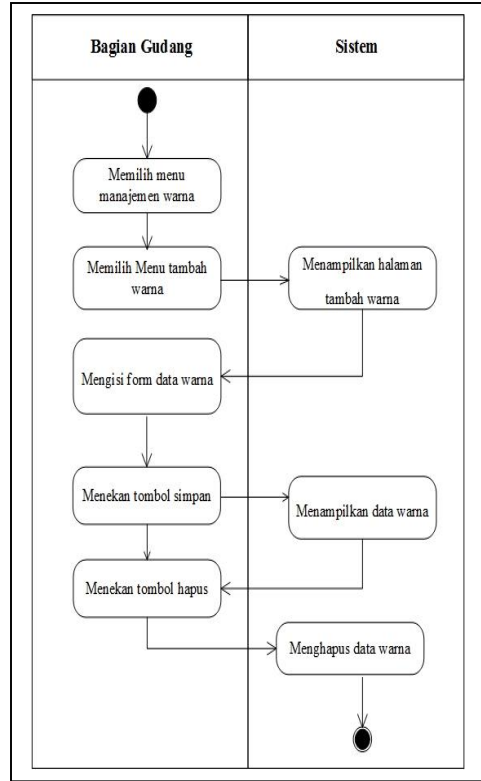 Bagian Gudang
Sistem
Memilih menu
manajemen warna
Memilih Menu tambah
warna
Menampilkan halaman
tambah warna
Mengisi form data warna
Menekan tombol simpan
Menampilkan data warna
Menekan tombol hapus
Menghapus data warna